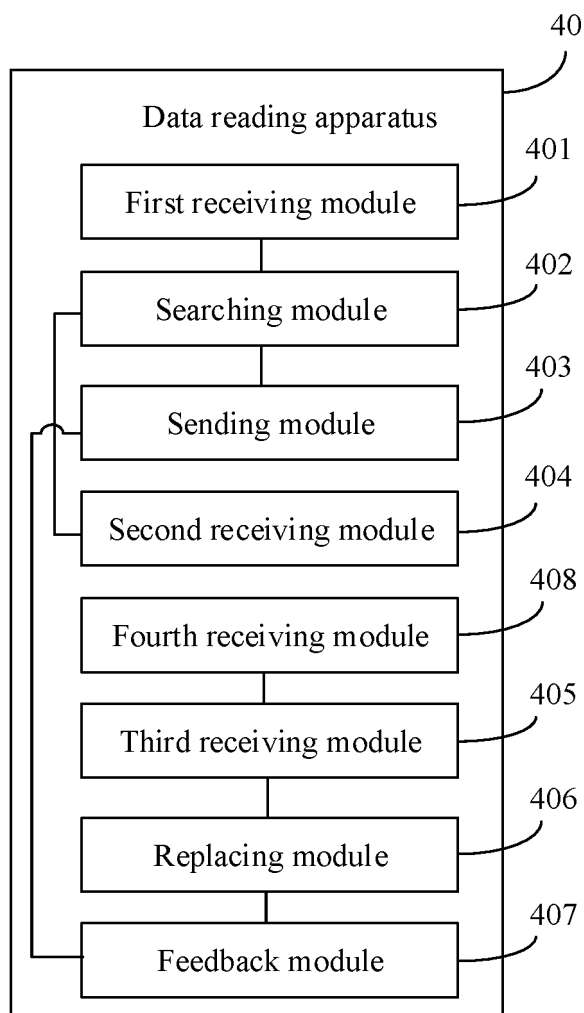 40
Data reading apparatus
401
First receiving module
402
Searching module
403
Sending module
404
Second receiving module
408
Fourth receiving module
405
Third receiving module
406
Replacing module
407
Feedback module